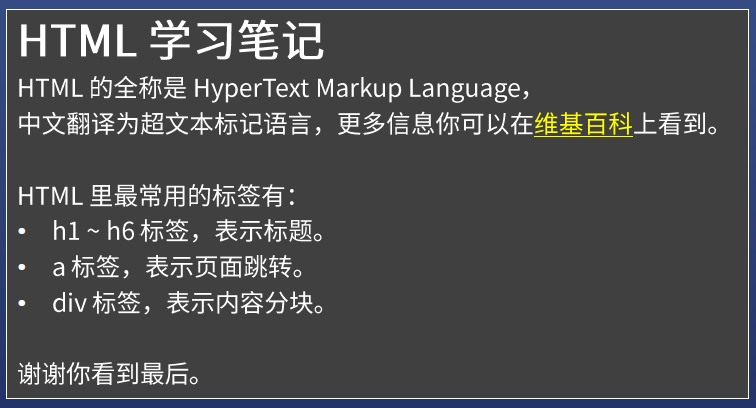 HTML 学习笔记
HTML 的全称是 HyperText Markup Language，
中文翻译为超文本标记语言，更多信息你可以在维基百科上看到。
HTML 里最常用的标签有：
• h1 ~ h6 标签，表示标题。
• a 标签，表示页面跳转。
• div 标签，表示内容分块。
谢谢你看到最后。